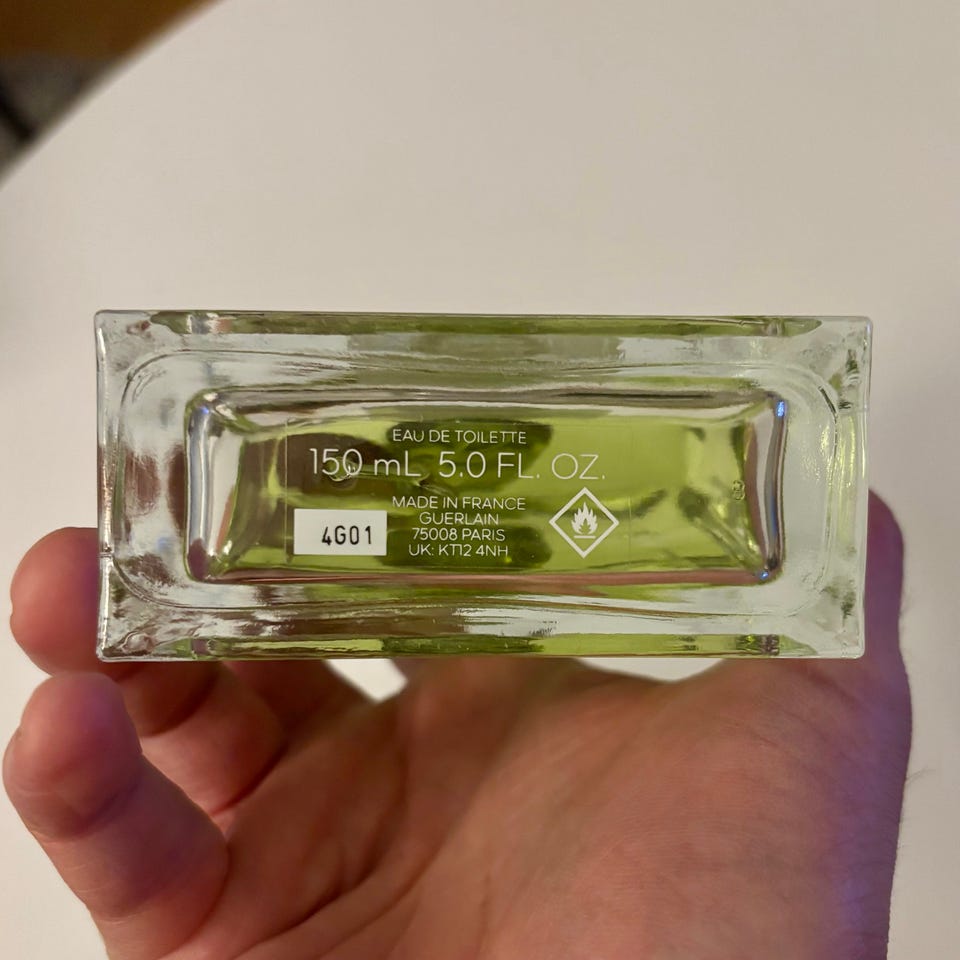 EAU DE TOILETTE
150 mL 5.0 FL. OZ.
MADE IN FRANCE
GUERLAIN
75008 PARIS
UK: KT12 4NH
4G01